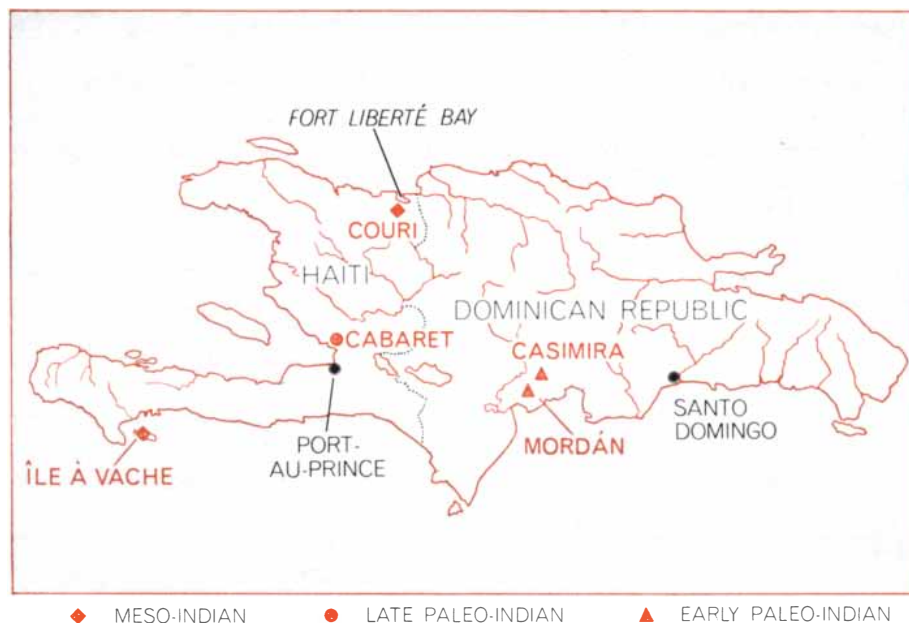 FORT LIBERTÉ BAY
COURI
HAITI
DOMINICAN REPUBLIC
CABARET
CASIMIRA
PORT-
AU-PRINCE
SANTO
DOMINGO
MORDÁN
ÎLE À VACHE
MESO-INDIAN
LATE PALEO-INDIAN
EARLY PALEO-INDIAN